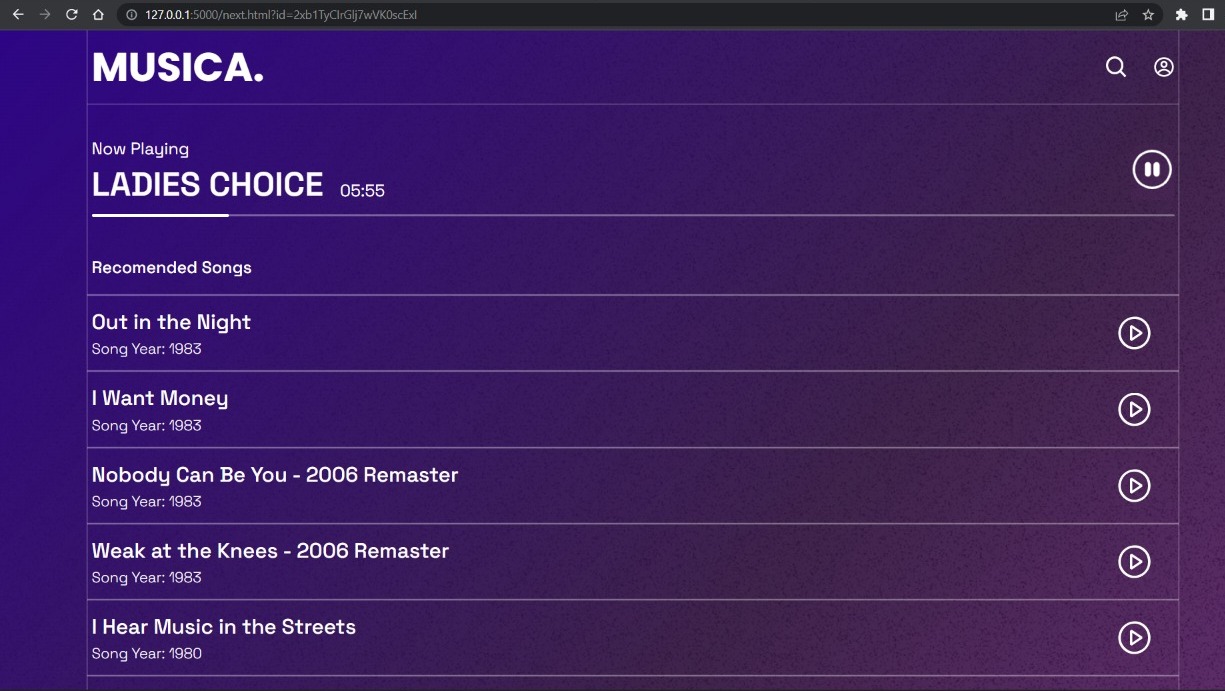 127.0.0.1:5000/next.html?id=2xb1TyCIrGlj7wVK0scExl
MUSICA.
Now Playing
LADIES CHOICE 05:55
Recomended Songs
Out in the Night
Song Year: 1983
I Want Money
Song Year: 1983
Nobody Can Be You - 2006 Remaster
Song Year: 1983
Weak at the Knees - 2006 Remaster
Song Year: 1983
I Hear Music in the Streets
Song Year: 1980